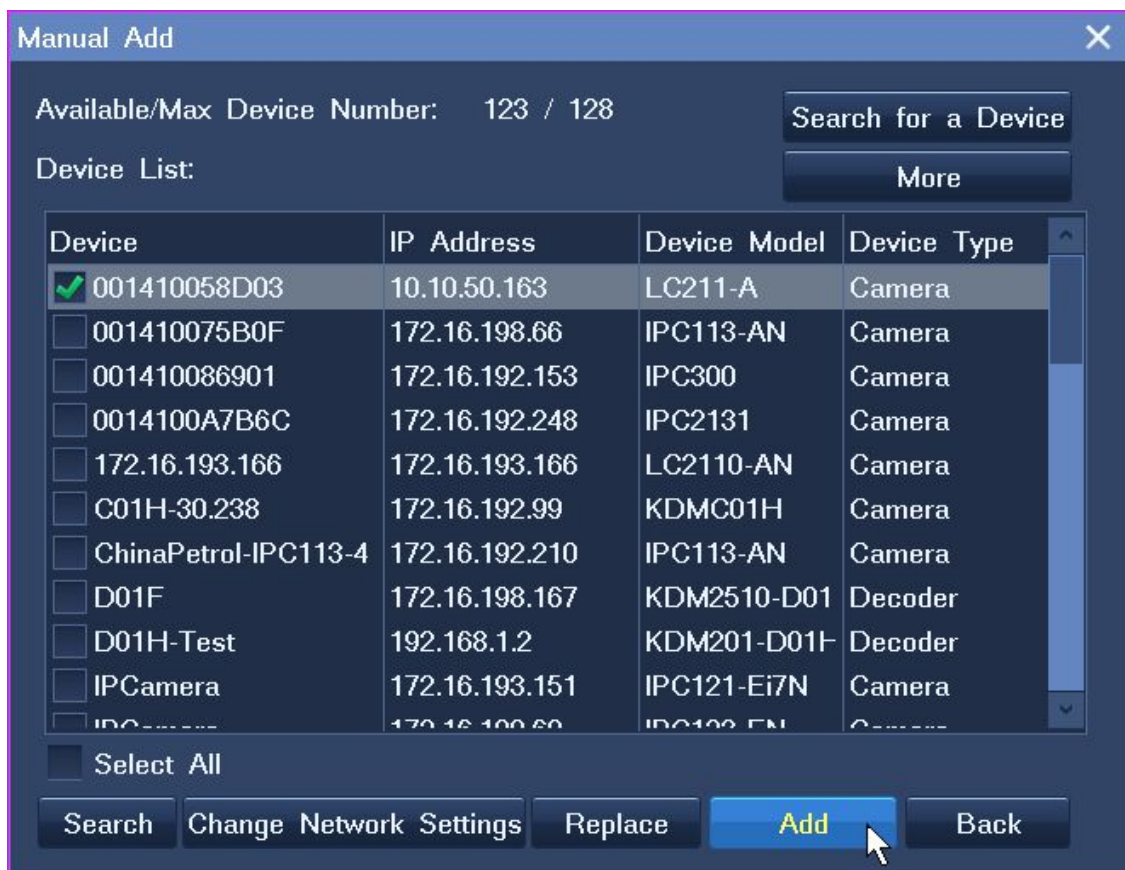 Manual Add
Available/Max Device Number: 123 / 128
Search for a Device
Device List:
More
Device IP Address Device Model Device Type
001410058D03 10.10.50.163 LC211-A Camera
001410075B0F 172.16.198.66 IPC113-AN Camera
001410086901 172.16.192.153 IPC300 Camera
0014100A7B6C 172.16.192.248 IPC2131 Camera
172.16.193.166 172.16.193.166 LC2110-AN Camera
C01H-30.238 172.16.192.99 KDMC01H Camera
ChinaPetrol-IPC113-4 172.16.192.210 IPC113-AN Camera
D01F 172.16.198.167 KDM2510-D01 Decoder
D01H-Test 192.168.1.2 KDM201-D01H Decoder
IPCamera 172.16.193.151 IPC121-Ei7N Camera
IPCamera Camera
Select All
Search Change Network Settings Replace Add Back